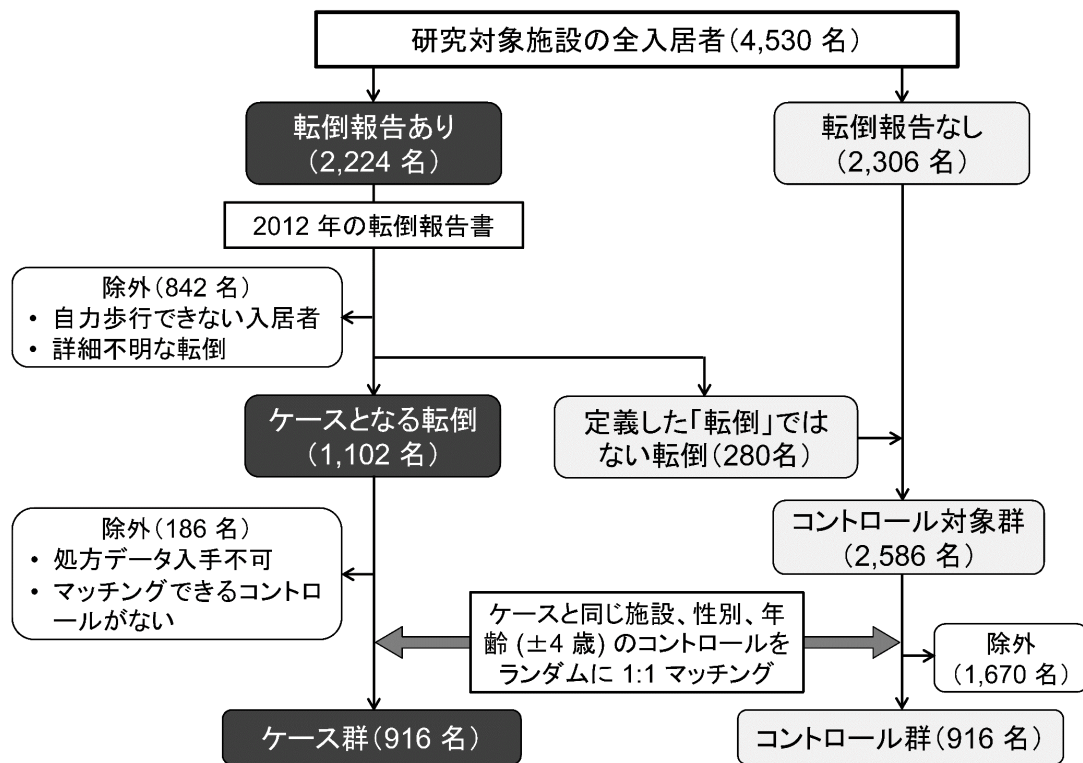 研究対象施設の全入居者（4,530 名）
転倒報告あり
（2,224 名）
転倒報告なし
（2,306 名）
2012 年の転倒報告書
除外（842 名）
• 自力歩行できない入居者
• 詳細不明な転倒
ケースとなる転倒
（1,102 名）
定義した「転倒」では
ない転倒（280名）
除外（186 名）
• 処方データ入手不可
• マッチングできるコントロ
ールがない
コントロール対象群
（2,586 名）
ケースと同じ施設、性別、年
齢 (±4 歳) のコントロールを
ランダムに 1:1 マッチング
除外
（1,670 名）
ケース群（916 名）
コントロール群（916 名）